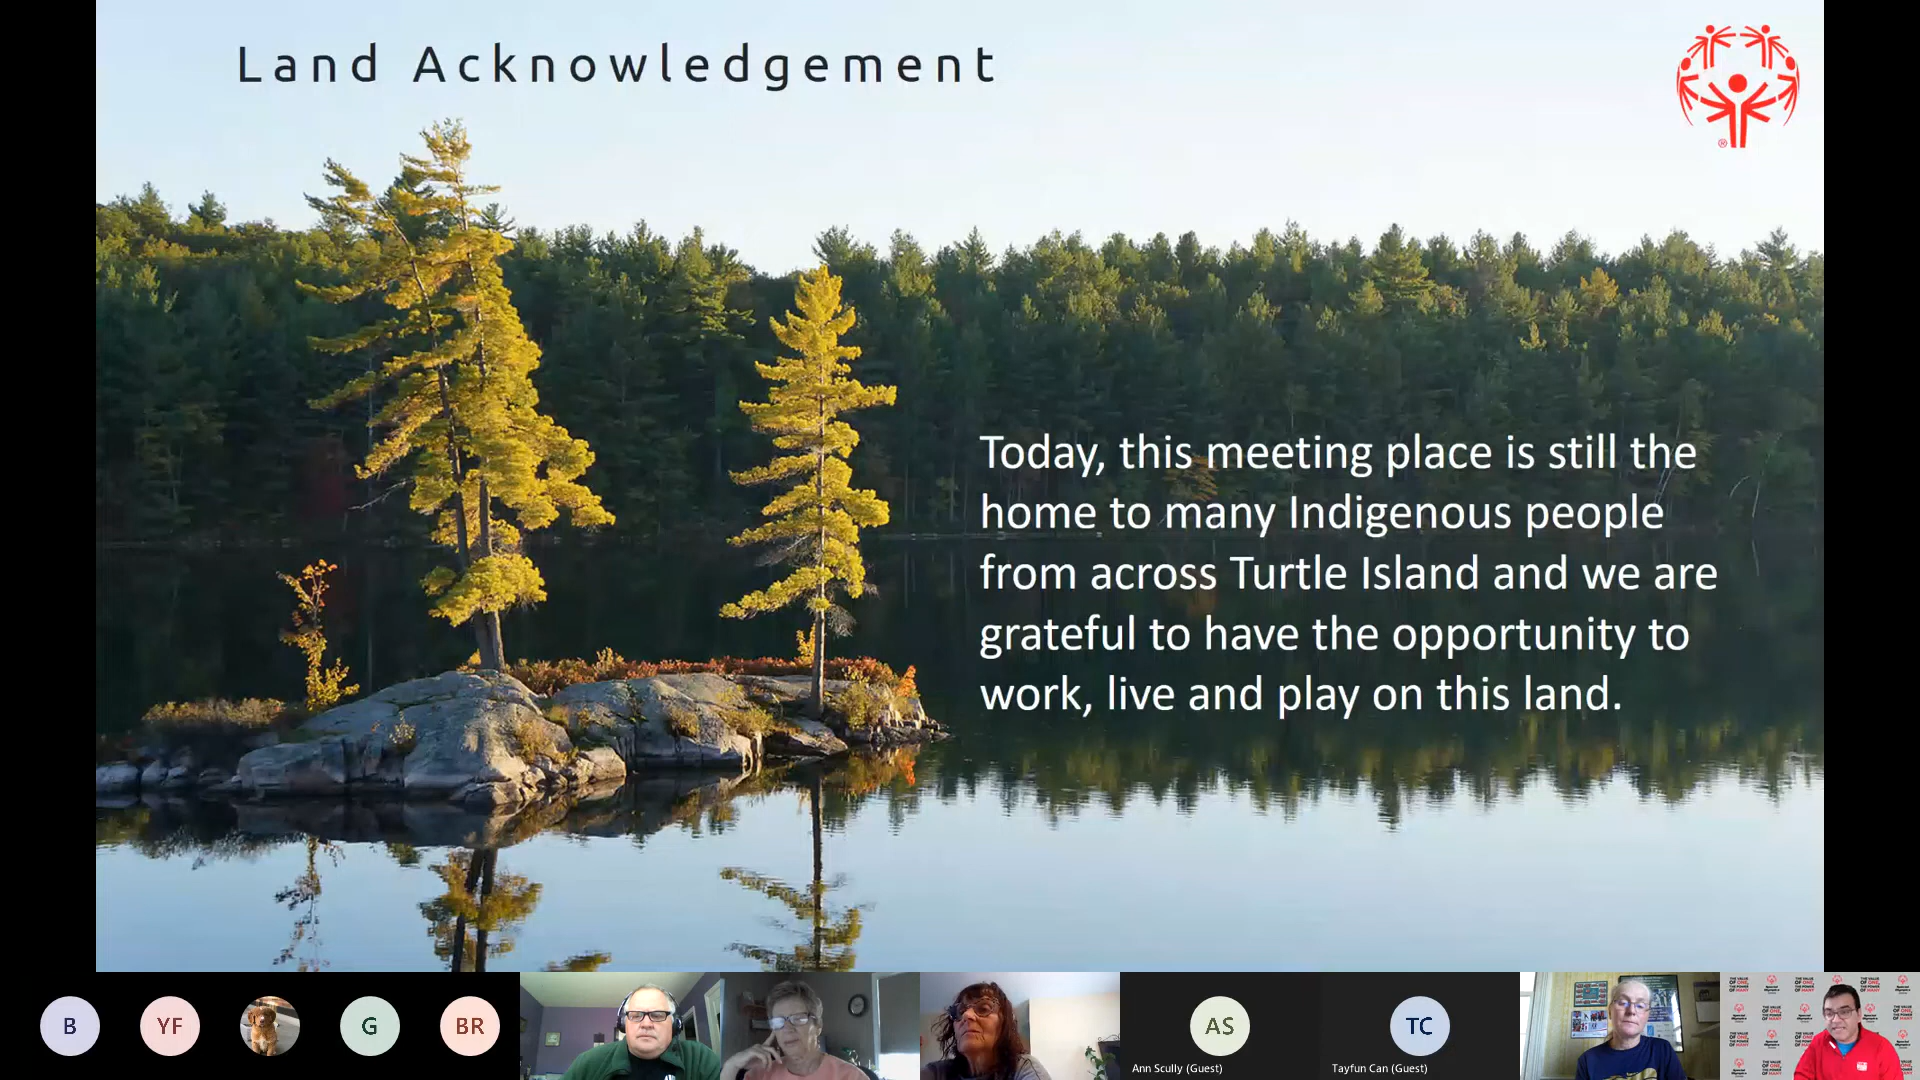 Land Acknowledgement
®
Today, this meeting place is still the
home to many Indigenous people
from across Turtle Island and we are
grateful to have the opportunity to
work, live and play on this land.
B
YF
G
BR
AS
Ann Scully (Guest)
TC
Tayfun Can (Guest)